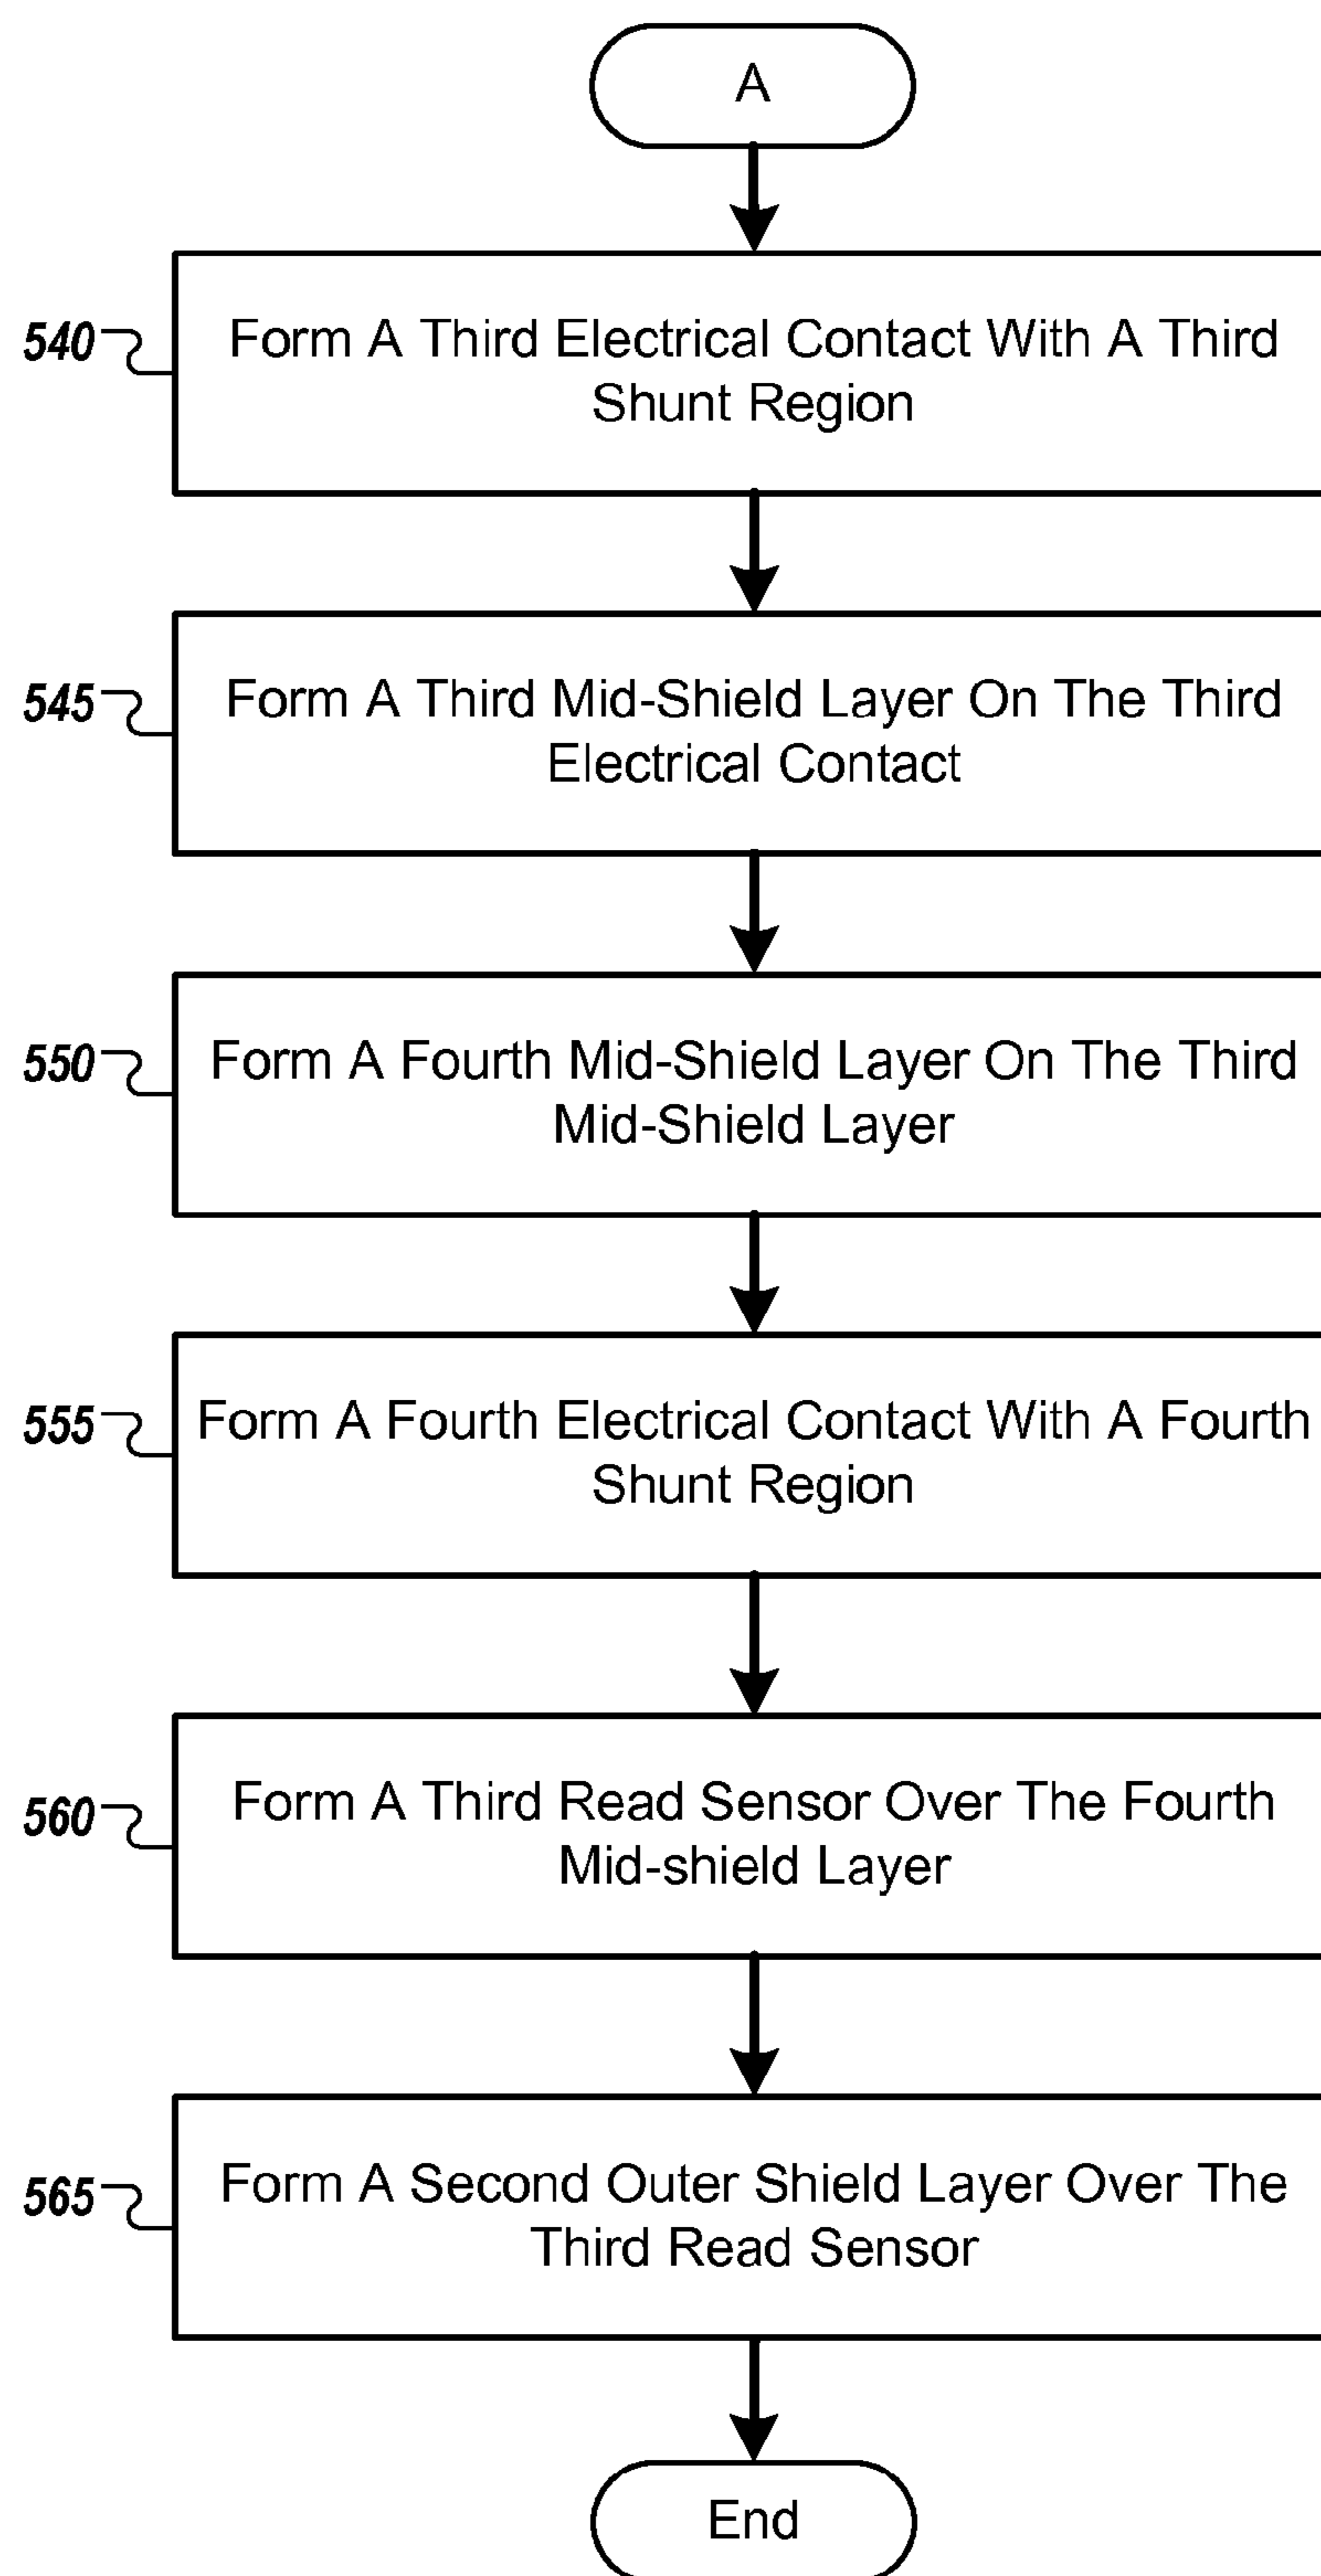 A
540
Form A Third Electrical Contact With A Third
Shunt Region
545
Form A Third Mid-Shield Layer On The Third
Electrical Contact
550
Form A Fourth Mid-Shield Layer On The Third
Mid-Shield Layer
555
Form A Fourth Electrical Contact With A Fourth
Shunt Region
560
Form A Third Read Sensor Over The Fourth
Mid-shield Layer
565
Form A Second Outer Shield Layer Over The
Third Read Sensor
End